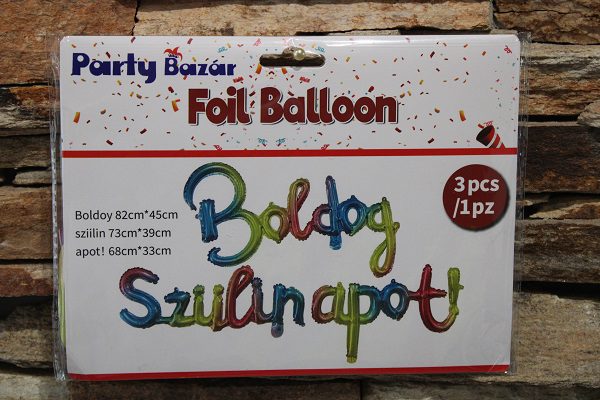 Party Bazár
Foil Balloon
3pcs
/1pz
Boldoy 82cm*45cm
sziilin 73cm*39cm
apot! 68cm*33cm
Boldog
Szülinapot!